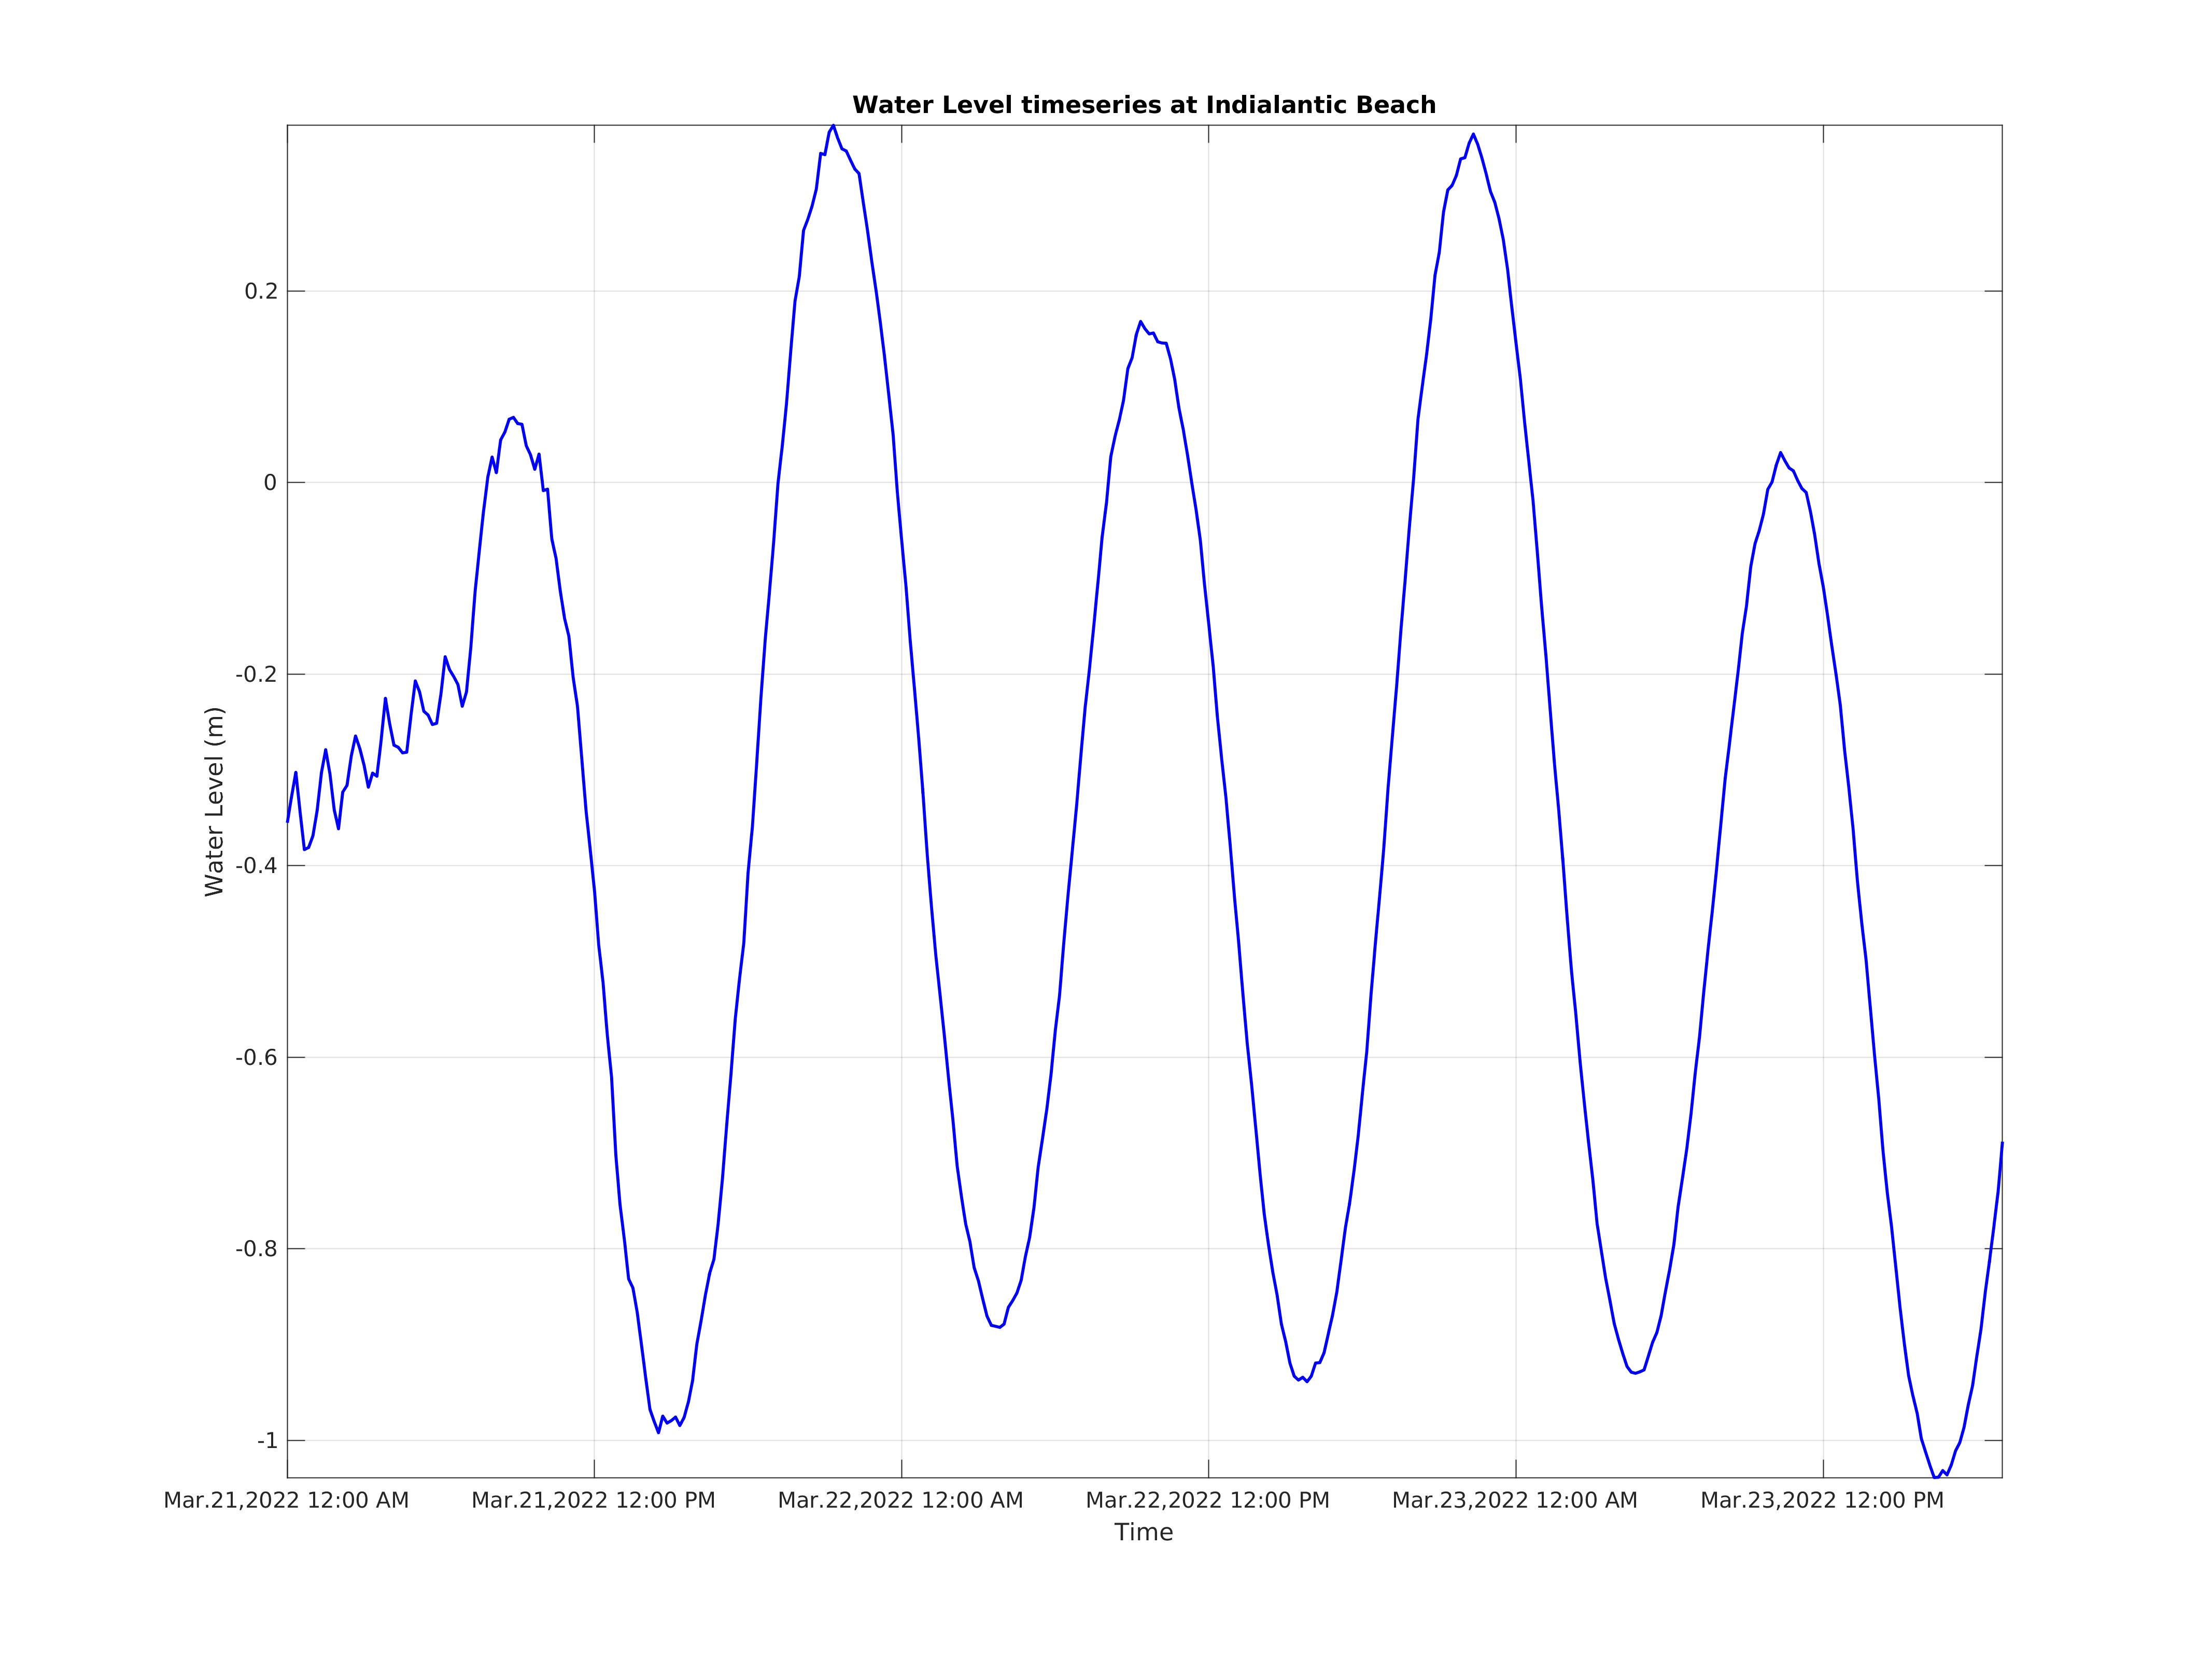 Water Level timeseries at Indialantic Beach
0.2
0
-0.2
-0.4
-0.6
-0.8
-1
Water Level (m)
Mar.21,2022 12:00 AM
Mar.21,2022 12:00 PM
Mar.22,2022 12:00 AM
Mar.22,2022 12:00 PM
Mar.23,2022 12:00 AM
Mar.23,2022 12:00 PM
Time